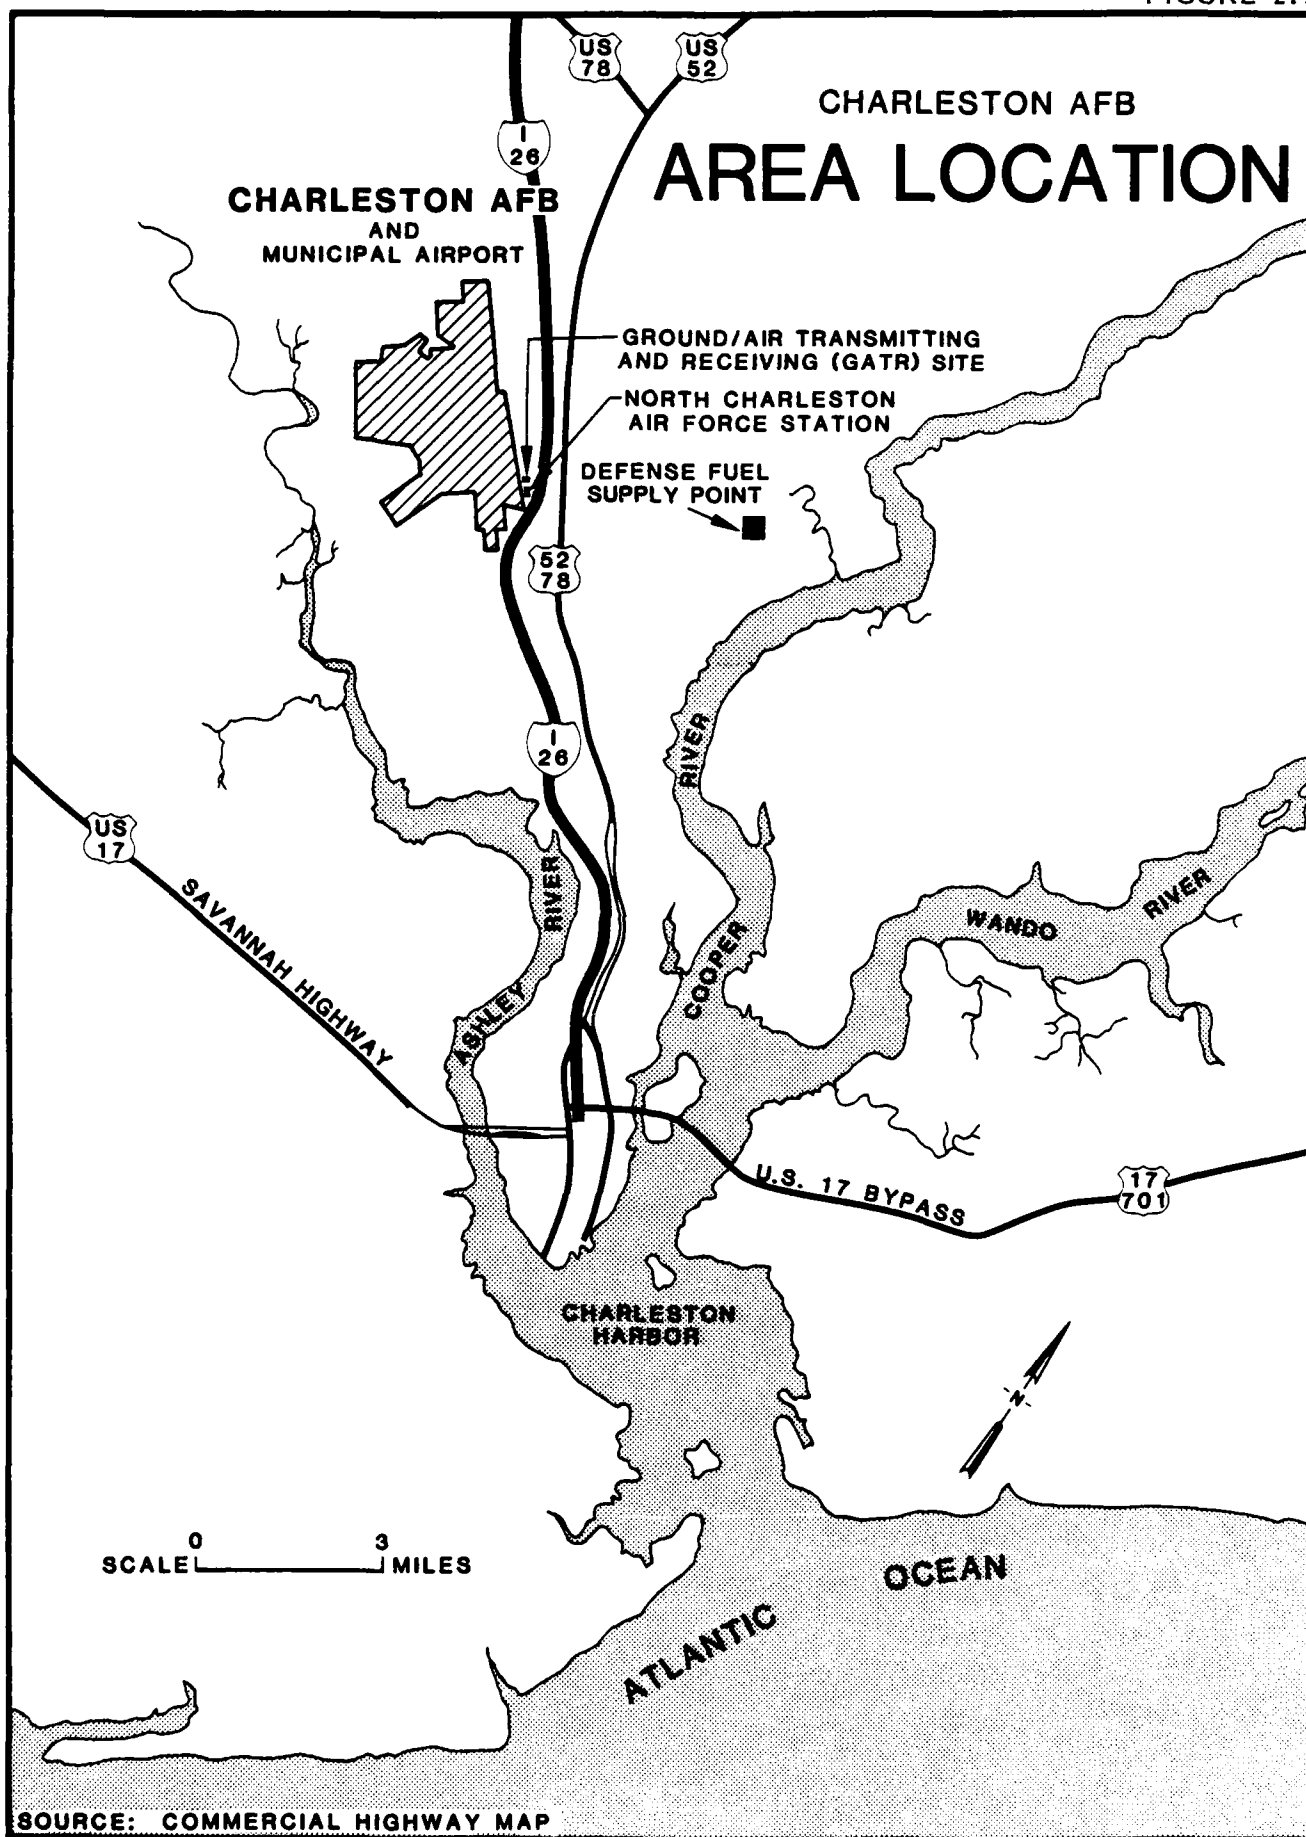 US
78
US
52
CHARLESTON AFB
AREA LOCATION
I
26
CHARLESTON AFB
AND
MUNICIPAL AIRPORT
GROUND/AIR TRANSMITTING
AND RECEIVING (GATR) SITE
NORTH CHARLESTON
AIR FORCE STATION
DEFENSE FUEL
SUPPLY POINT
52
78
RIVER
I
26
US
17
SAVANNAH HIGHWAY
RIVER
ASHLEY
COOPER
WANDO
RIVER
U.S. 17 BYPASS
17
701
CHARLESTON
HARBOR
N
0 3
SCALE MILES
OCEAN
ATLANTIC
SOURCE: COMMERCIAL HIGHWAY MAP